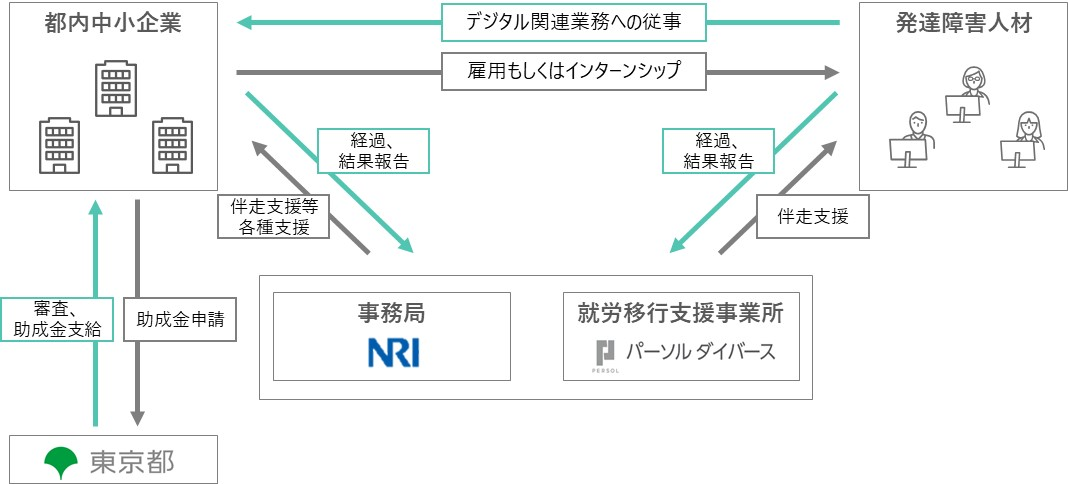 都内中小企業
デジタル関連業務への従事
発達障害人材
雇用もしくはインターンシップ
経過、
結果報告
経過、
結果報告
伴走支援等
各種支援
伴走支援
審査、
助成金支給
助成金申請
事務局
NRI
就労移行支援事業所
PERSOL
パーソル ダイバース
東京都